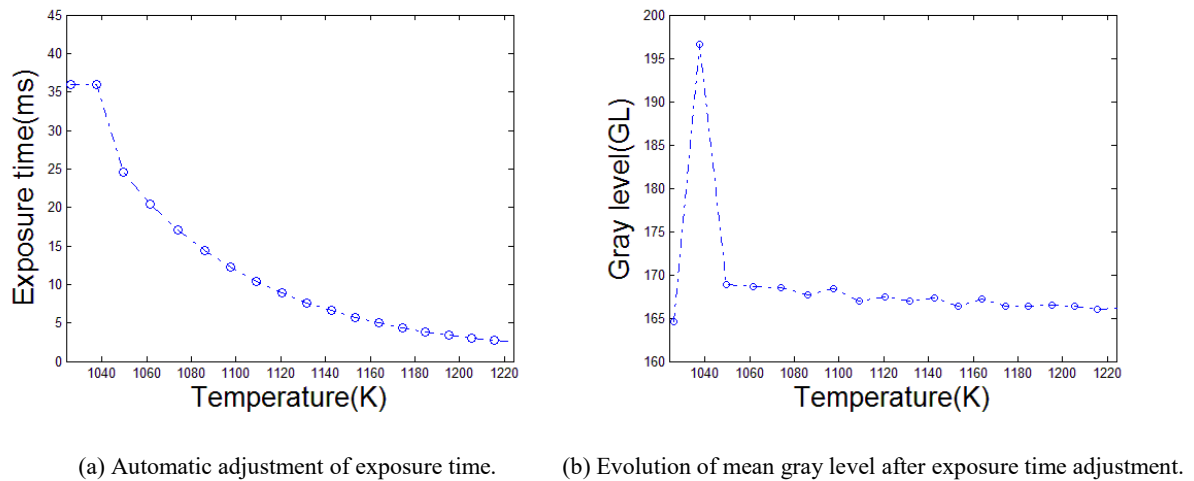 45
40
35
30
25
20
15
10
5
0
Exposure time(ms)
1040 1060 1080 1100 1120 1140 1160 1180 1200 1220
Temperature(K)
200
195
190
185
180
175
170
165
160
Gray level(GL)
1040 1060 1080 1100 1120 1140 1160 1180 1200 1220
Temperature(K)
(a) Automatic adjustment of exposure time.
(b) Evolution of mean gray level after exposure time adjustment.